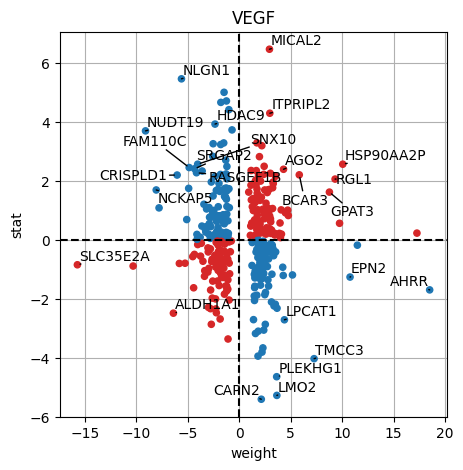 VEGF
MICAL2
NLGN1
ITPRIPL2
NUDT19
HDAC9
FAM110C
SNX10
SRGAP2
AGO2
HSP90AA2P
CRISPLD1
RASGEF1B
RGL1
NCKAP5
BCAR3
GPAT3
SLC35E2A
EPN2
AHRR
ALDH1A1
LPCAT1
TMCC3
PLEKHG1
CAPN2
LMO2
6
4
2
0
−2
−4
−6
stat
−15
−10
−5
0
5
10
15
20
weight